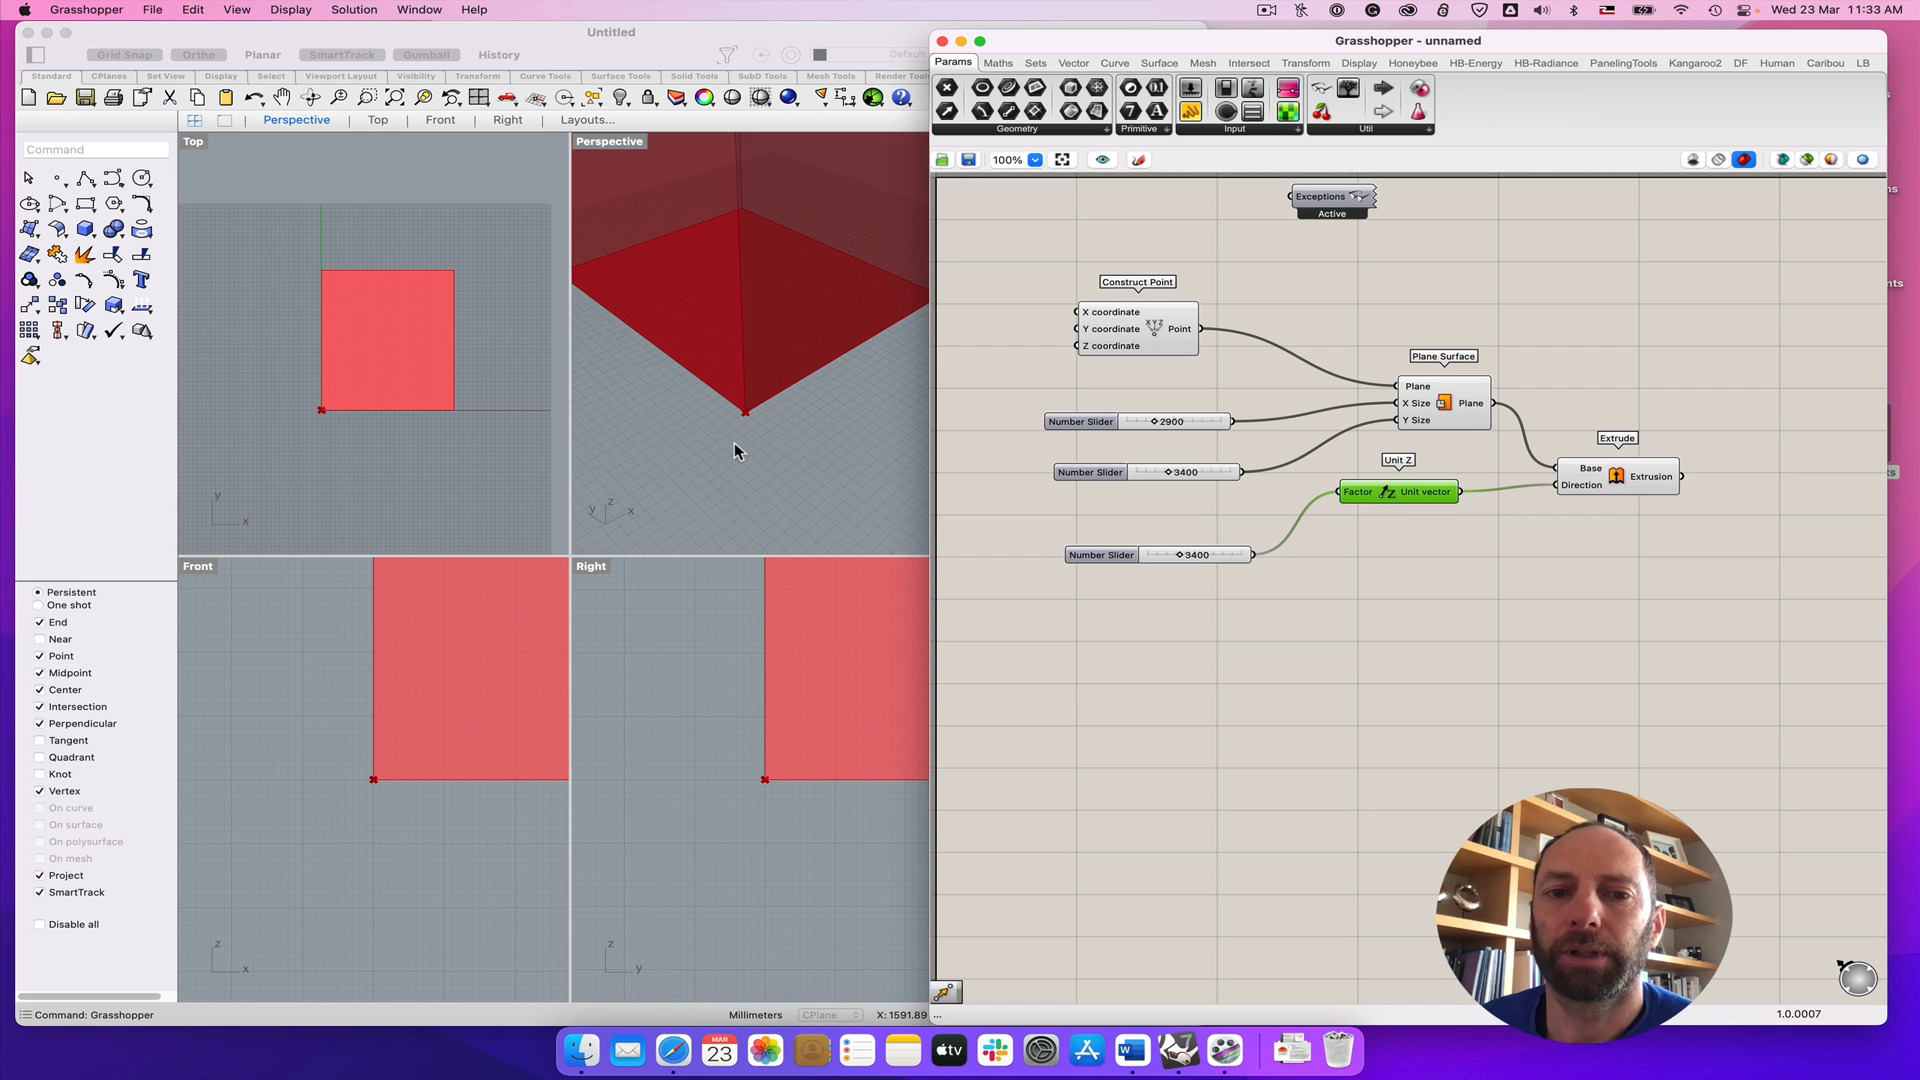 Grasshopper File Edit View Display Solution Window Help Wed 23 Mar 11:33 AM
Untitled
Grid Snap Ortho Planar SmartTrack Gumball History Default
Standard CPlanes Set View Display Select Viewport Layout Visibility Transform Curve Tools Surface Tools Solid Tools SubD Tools Mesh Tools Render Tools
Perspective Top Front Right Layouts...
Command
Top
y
x
Perspective
z
y x
Front
z
x
Right
z
y
Persistent
One shot
End
Near
Point
Midpoint
Center
Intersection
Perpendicular
Tangent
Quadrant
Knot
Vertex
On curve
On surface
On polysurface
On mesh
Project
SmartTrack
Disable all
Command: Grasshopper
Millimeters CPlane X: 1591.89
Grasshopper - unnamed
Params Maths Sets Vector Curve Surface Mesh Intersect Transform Display Honeybee HB-Energy HB-Radiance PanelingTools Kangaroo2 DF Human Caribou LB
Geometry Primitive Input Util
100%
Exceptions
Active
Construct Point
X coordinate
Y coordinate
Z coordinate
XYZ
Point
Plane Surface
Plane
X Size
Y Size
Plane
Number Slider 2900
Number Slider 3400
Unit Z
Factor Z Unit vector
Extrude
Base
Direction
Extrusion
Number Slider 3400
... 1.0.0007
MAR
23
tv
W
7